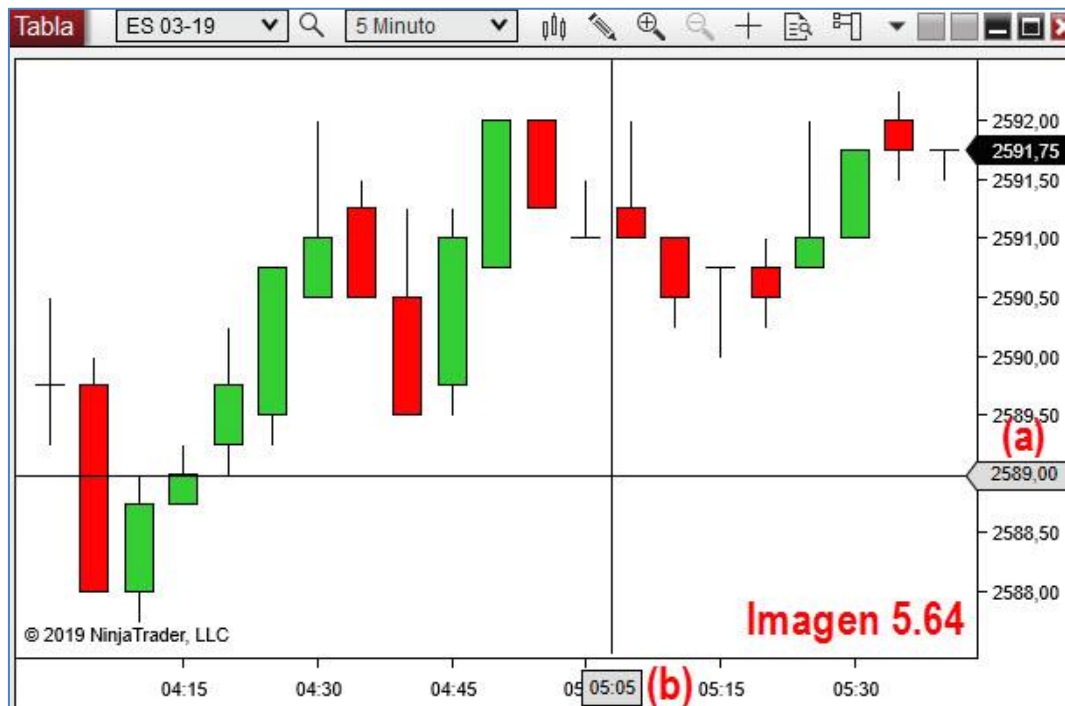 Tabla ES 03-19 5 Minuto
2592,00
2591,75
2591,50
2591,00
2590,50
2590,00
2589,50
(a)
2589,00
2588,50
2588,00
Imagen 5.64
© 2019 NinjaTrader, LLC
04:15 04:30 04:45 05:05 (b) 05:15 05:30